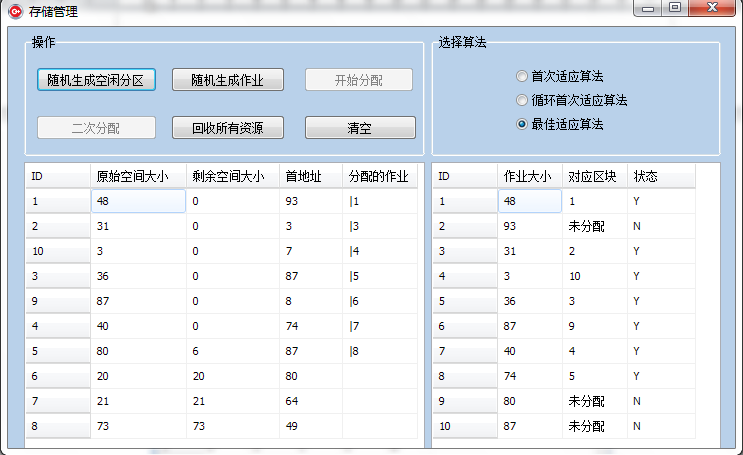 存储管理
操作
随机生成空闲分区 随机生成作业 开始分配
二次分配 回收所有资源 清空
选择算法
首次适应算法
循环首次适应算法
最佳适应算法
ID 原始空间大小 剩余空间大小 首地址 分配的作业
1 48 0 93 |1
2 31 0 3 |3
10 3 0 7 |4
3 36 0 87 |5
9 87 0 8 |6
4 40 0 74 |7
5 80 6 87 |8
6 20 20 80
7 21 21 64
8 73 73 49
ID 作业大小 对应区块 状态
1 48 1 Y
2 93 未分配 N
3 31 2 Y
4 3 10 Y
5 36 3 Y
6 87 9 Y
7 40 4 Y
8 74 5 Y
9 80 未分配 N
10 87 未分配 N